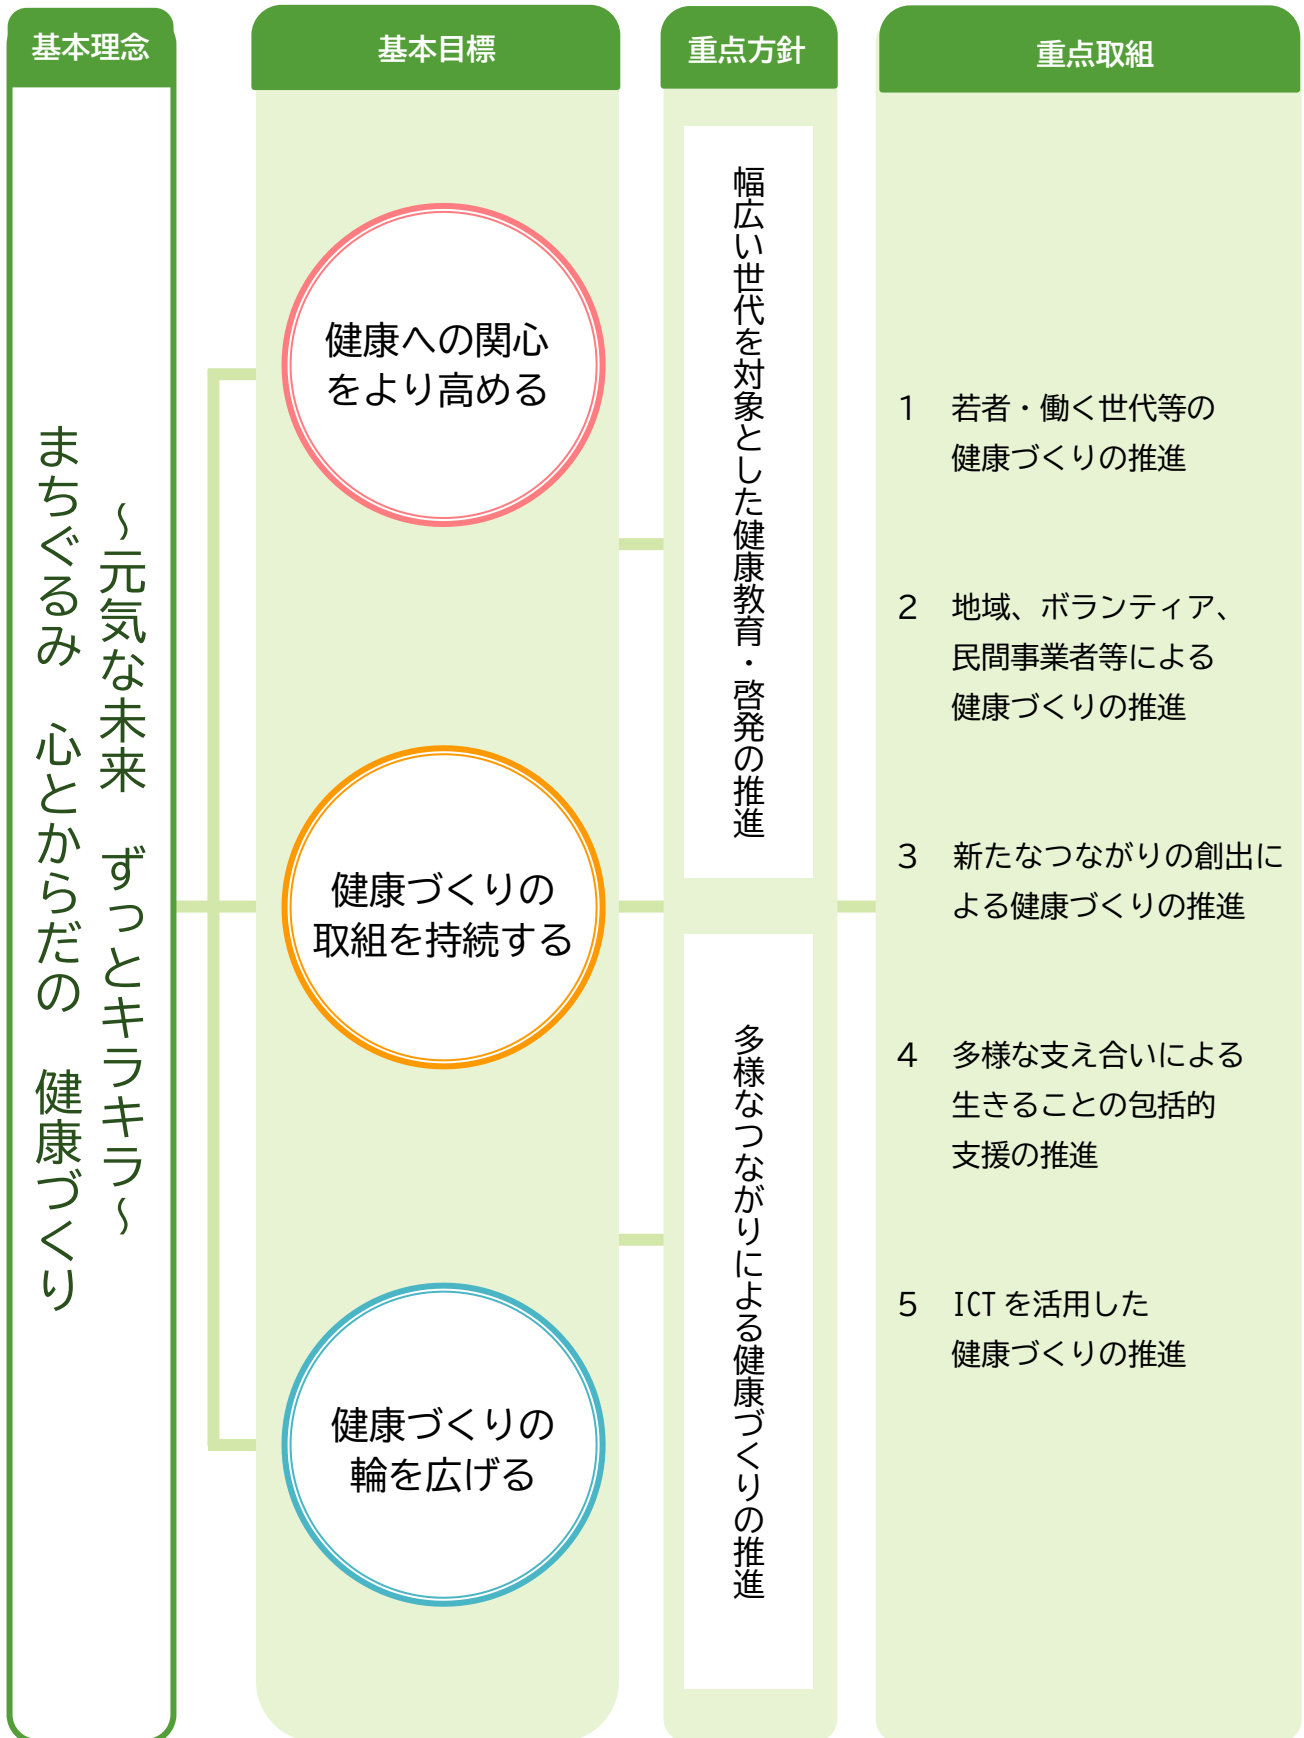 基本理念
～元気な未来　ずっとキラキラ～
まちぐるみ　心とからだの　健康づくり
基本目標
健康への関心
をより高める
健康づくりの
取組を持続する
健康づくりの
輪を広げる
重点方針
幅広い世代を対象とした健康教育・啓発の推進
多様なつながりによる健康づくりの推進
重点取組
1　若者・働く世代等の
健康づくりの推進
2　地域、ボランティア、
民間事業者等による
健康づくりの推進
3　新たなつながりの創出に
よる健康づくりの推進
4　多様な支え合いによる
生きることの包括的
支援の推進
5　ICTを活用した
健康づくりの推進